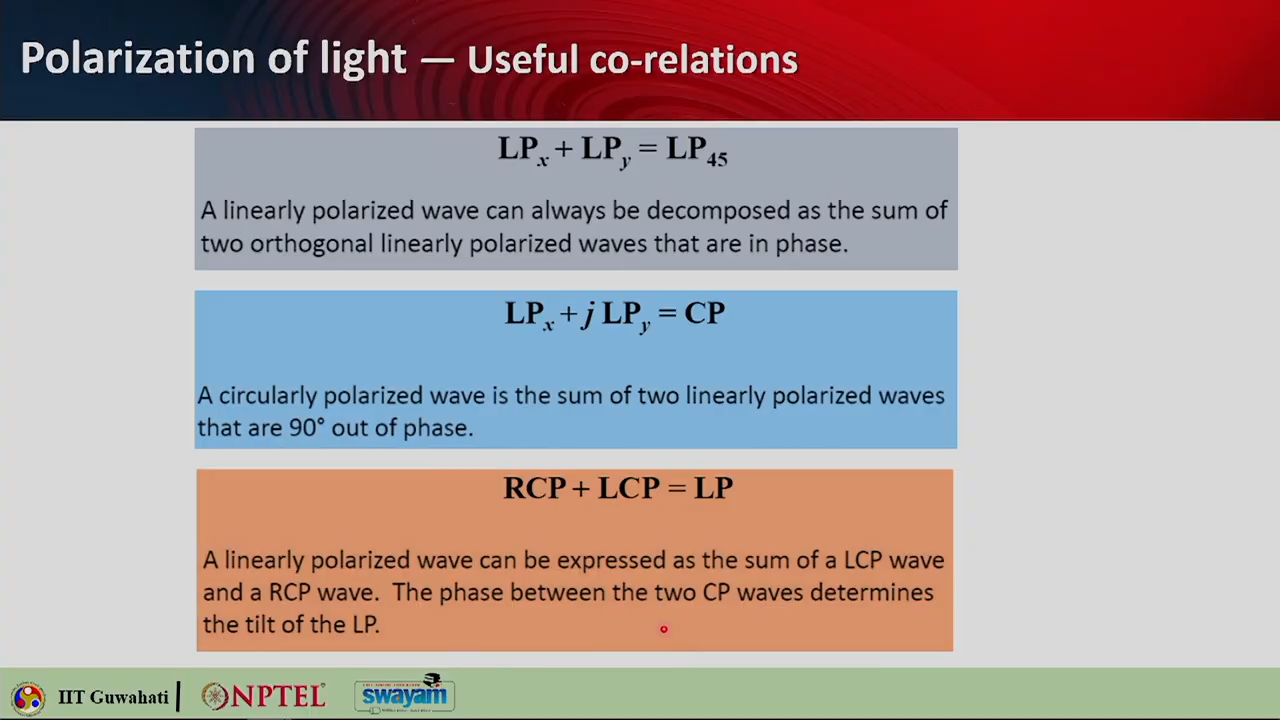 Polarization of light — Useful co-relations
LPx + LPy = LP45
A linearly polarized wave can always be decomposed as the sum of
two orthogonal linearly polarized waves that are in phase.
LPx + j LPy = CP
A circularly polarized wave is the sum of two linearly polarized waves
that are 90° out of phase.
RCP + LCP = LP
A linearly polarized wave can be expressed as the sum of a LCP wave
and a RCP wave. The phase between the two CP waves determines
the tilt of the LP.
IIT Guwahati NPTEL swayam